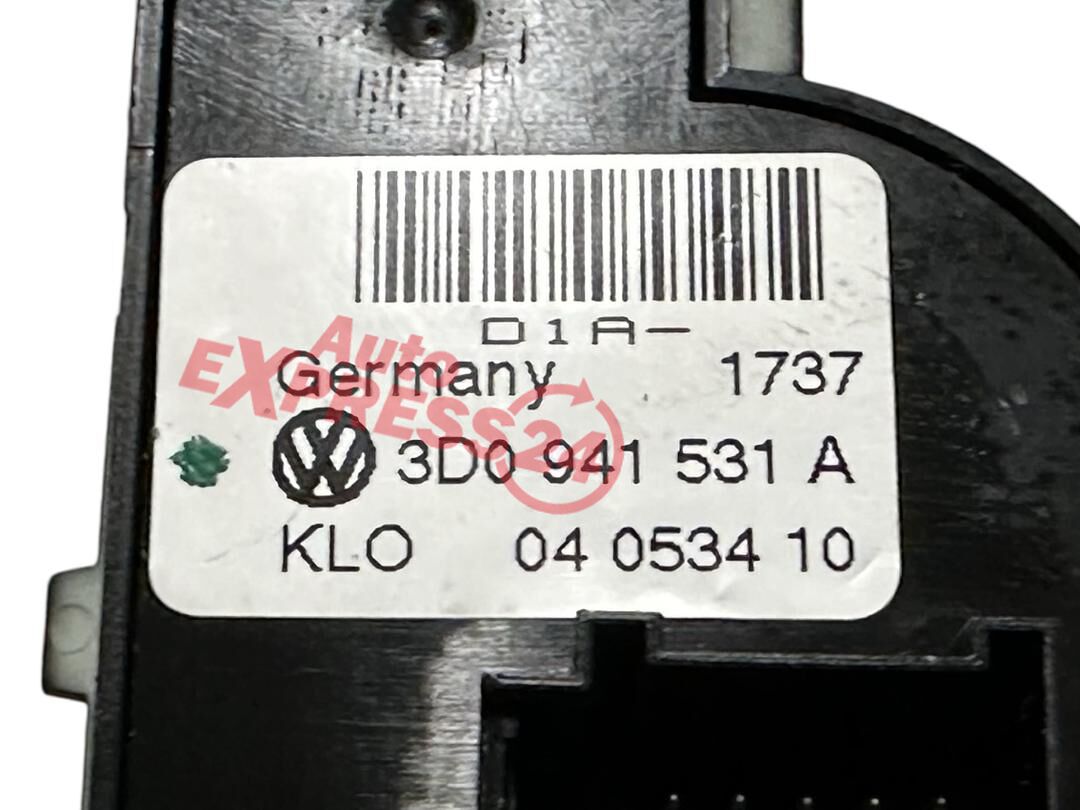 D1A-
Germany 1737
3D0 941 531 A
KLO 04 0534 10
Auto
EXPRESS24